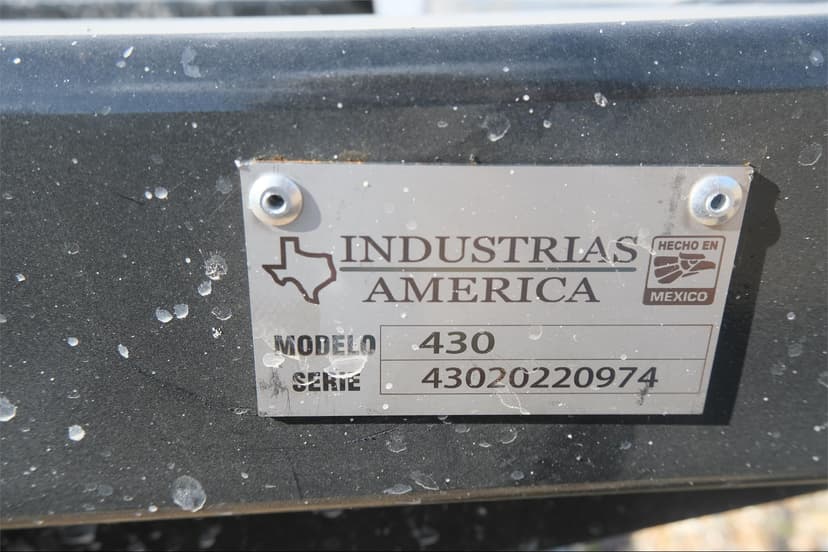 INDUSTRIAS
AMERICA
HECHO EN
MEXICO
MODELO 430
SERIE 43020220974